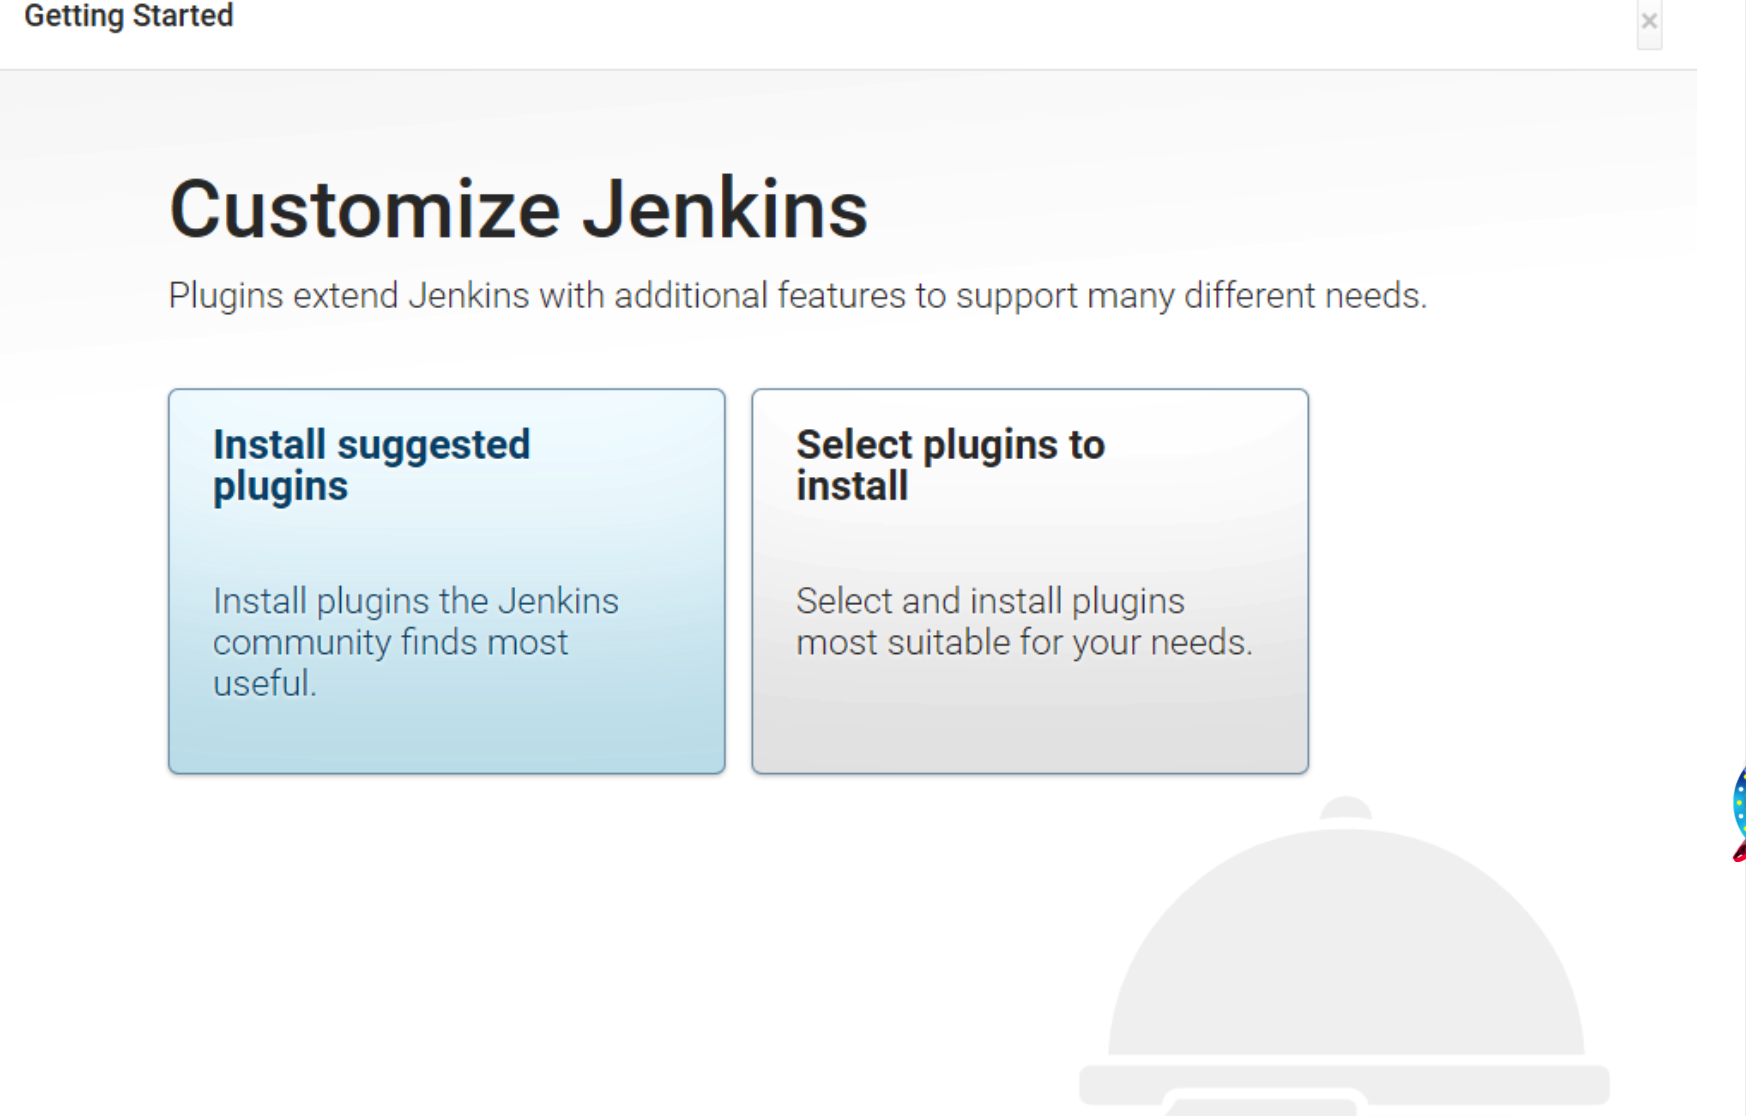 Getting Started
×
Customize Jenkins
Plugins extend Jenkins with additional features to support many different needs.
Install suggested
plugins
Install plugins the Jenkins
community finds most
useful.
Select plugins to
install
Select and install plugins
most suitable for your needs.